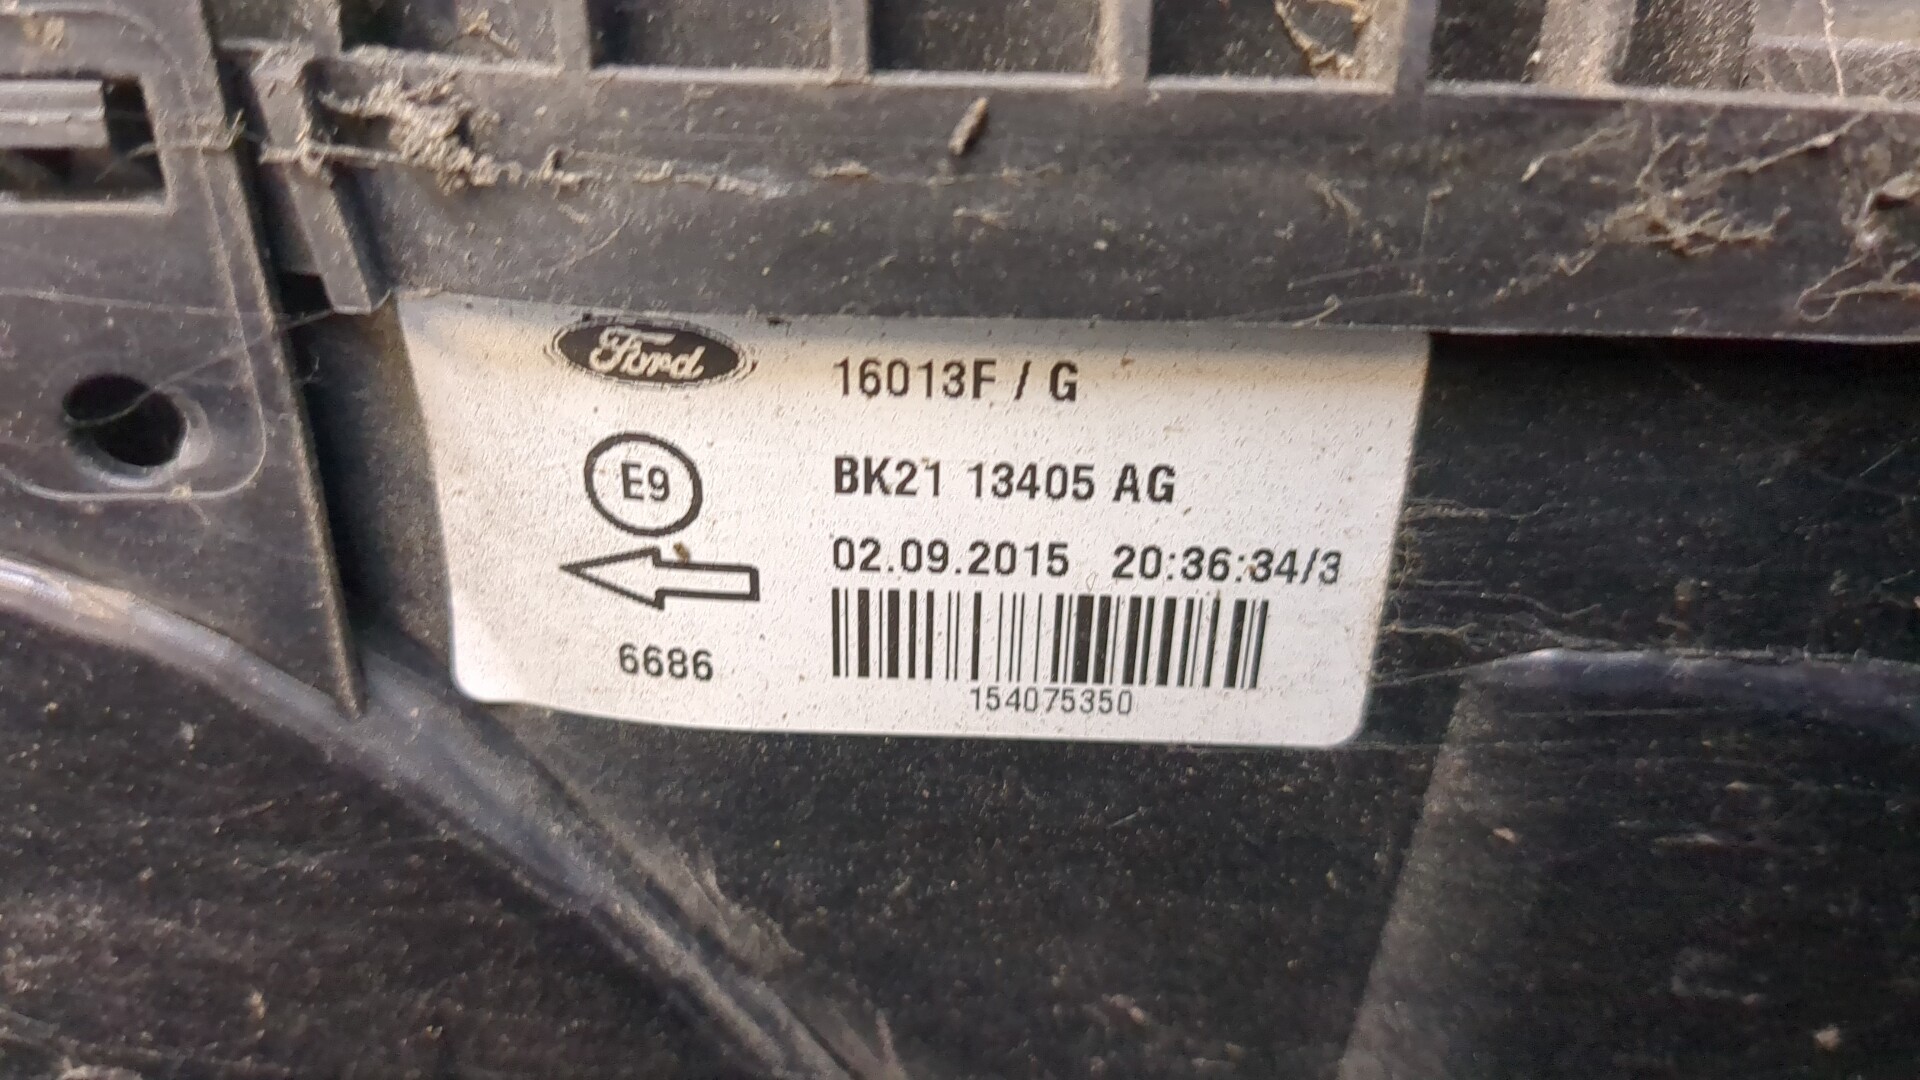 Ford
16013F / G
E9
BK21 13405 AG
02.09.2015 20:36:34/3
6686
154075350